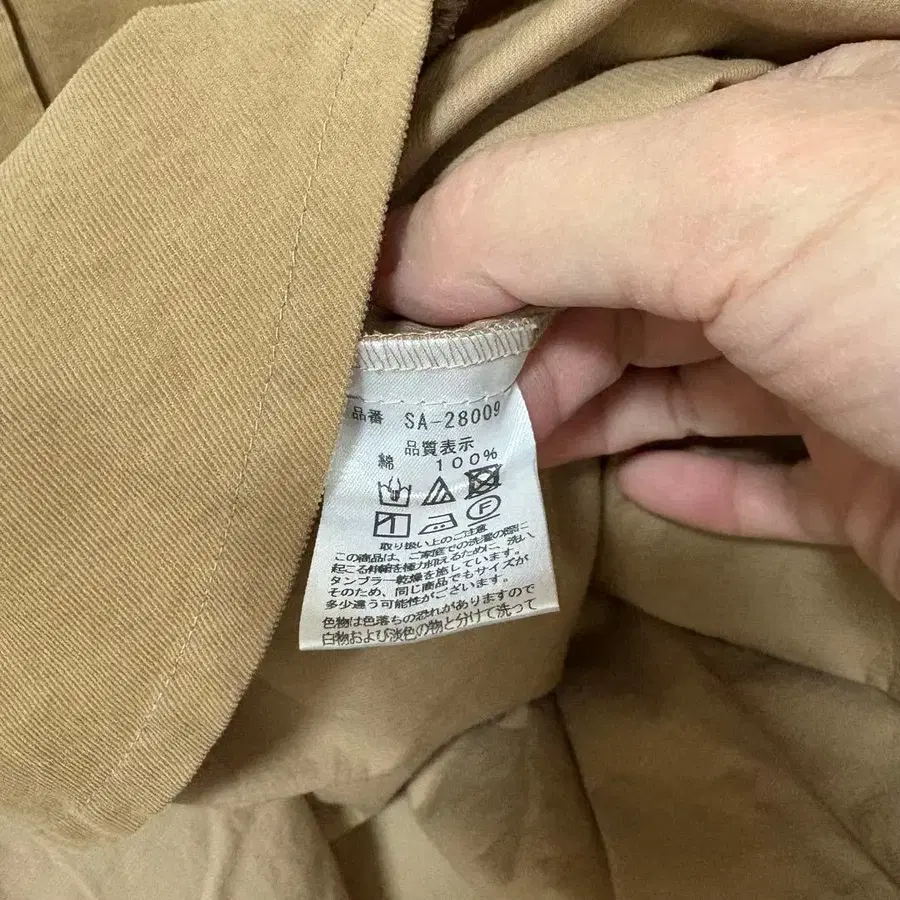 品番 SA-28009
品質表示
綿 100%
F
取り扱い上のご注意
この商品は、ご家庭での洗濯の際に
起こる伸縮を極力抑えるために、洗い
タンブラー乾燥を施しています。
そのため、同じ商品でもサイズが
多少違う可能性がございます。
色物は色落ちの恐れがありますので
白物および淡色の物と分けて洗って